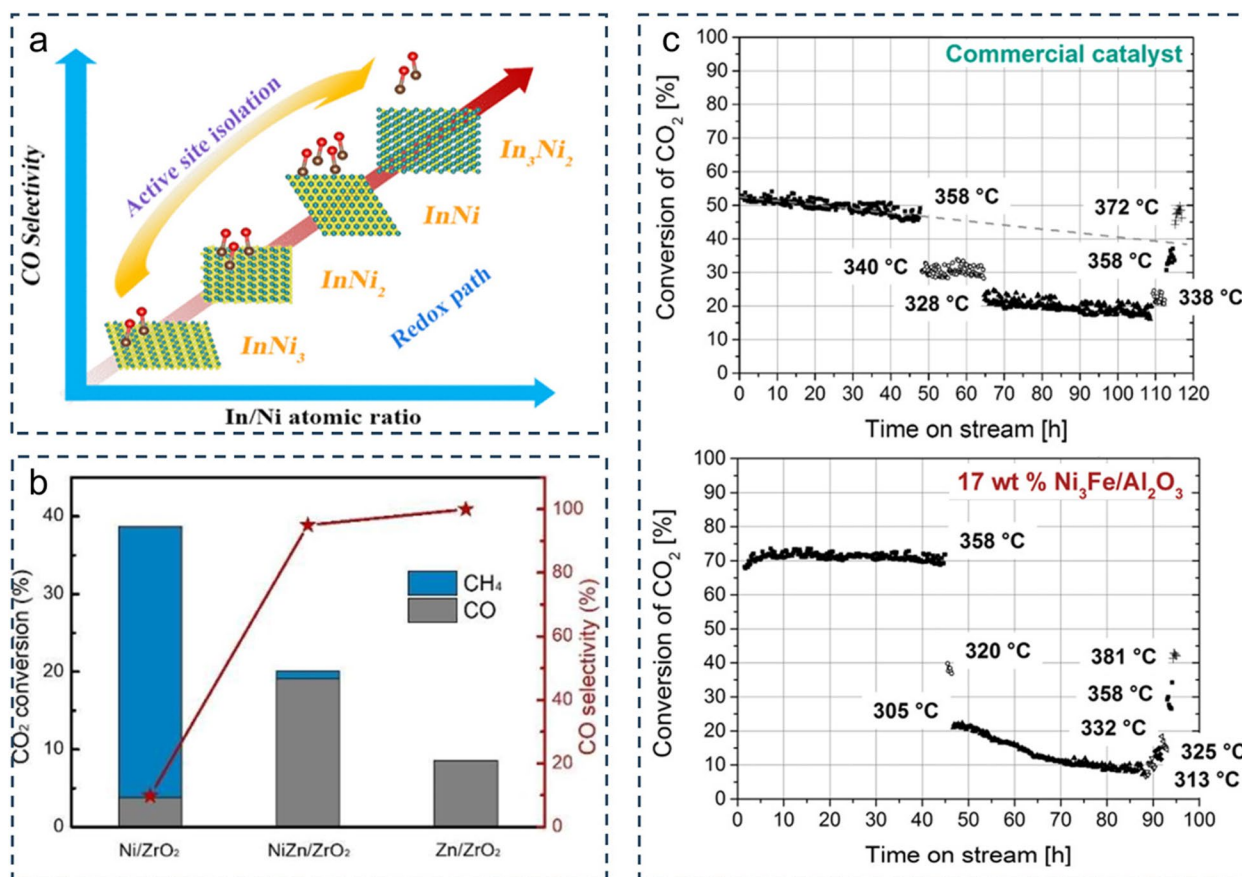 a
CO Selectivity
Active site isolation
In₃Ni₂
InNi
InNi₂
InNi₃
Redox path
In/Ni atomic ratio
b
CO₂ conversion (%)
40
30
20
10
0
CH₄
CO
100
80
60
40
20
0
CO selectivity (%)
Ni/ZrO₂
NiZn/ZrO₂
Zn/ZrO₂
c
Commercial catalyst
Conversion of CO₂ [%]
100
90
80
70
60
50
40
30
20
10
0
358 °C
372 °C
340 °C
358 °C
328 °C
338 °C
0 10 20 30 40 50 60 70 80 90 100 110 120
Time on stream [h]
17 wt % Ni₃Fe/Al₂O₃
Conversion of CO₂ [%]
100
90
80
70
60
50
40
30
20
10
0
358 °C
320 °C
381 °C
358 °C
305 °C
332 °C
325 °C
313 °C
0 10 20 30 40 50 60 70 80 90 100
Time on stream [h]